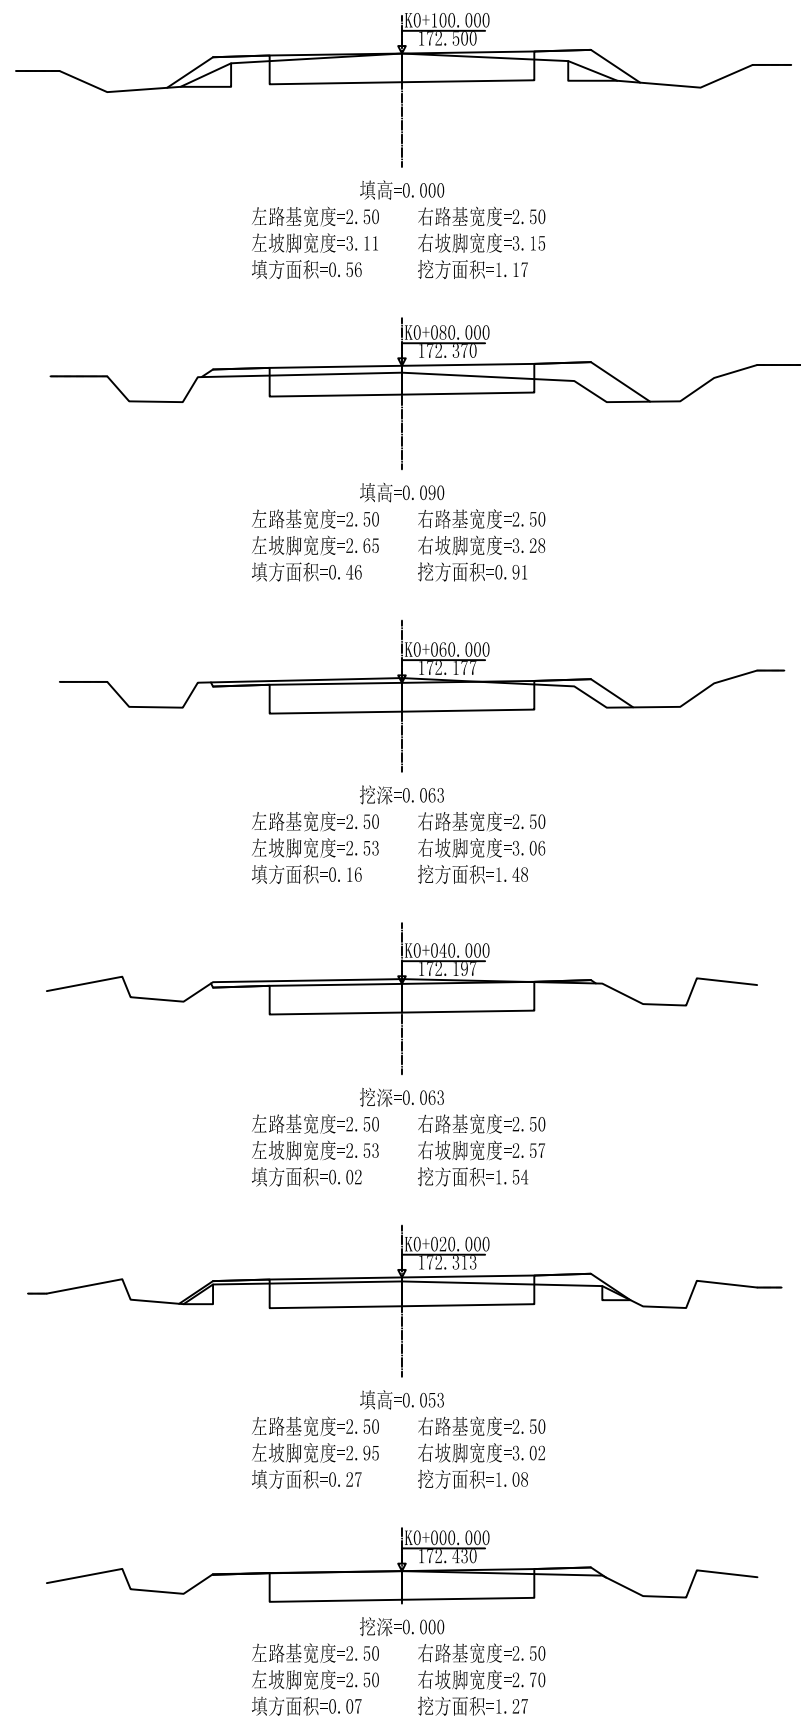 K0+100.000
172.500
填高=0.000
左路基宽度=2.50 右路基宽度=2.50
左坡脚宽度=3.11 右坡脚宽度=3.15
填方面积=0.56 挖方面积=1.17
K0+080.000
172.370
填高=0.090
左路基宽度=2.50 右路基宽度=2.50
左坡脚宽度=2.65 右坡脚宽度=3.28
填方面积=0.46 挖方面积=0.91
K0+060.000
172.177
挖深=0.063
左路基宽度=2.50 右路基宽度=2.50
左坡脚宽度=2.53 右坡脚宽度=3.06
填方面积=0.16 挖方面积=1.48
K0+040.000
172.197
挖深=0.063
左路基宽度=2.50 右路基宽度=2.50
左坡脚宽度=2.53 右坡脚宽度=2.57
填方面积=0.02 挖方面积=1.54
K0+020.000
172.313
填高=0.053
左路基宽度=2.50 右路基宽度=2.50
左坡脚宽度=2.95 右坡脚宽度=3.02
填方面积=0.27 挖方面积=1.08
K0+000.000
172.430
挖深=0.000
左路基宽度=2.50 右路基宽度=2.50
左坡脚宽度=2.50 右坡脚宽度=2.70
填方面积=0.07 挖方面积=1.27